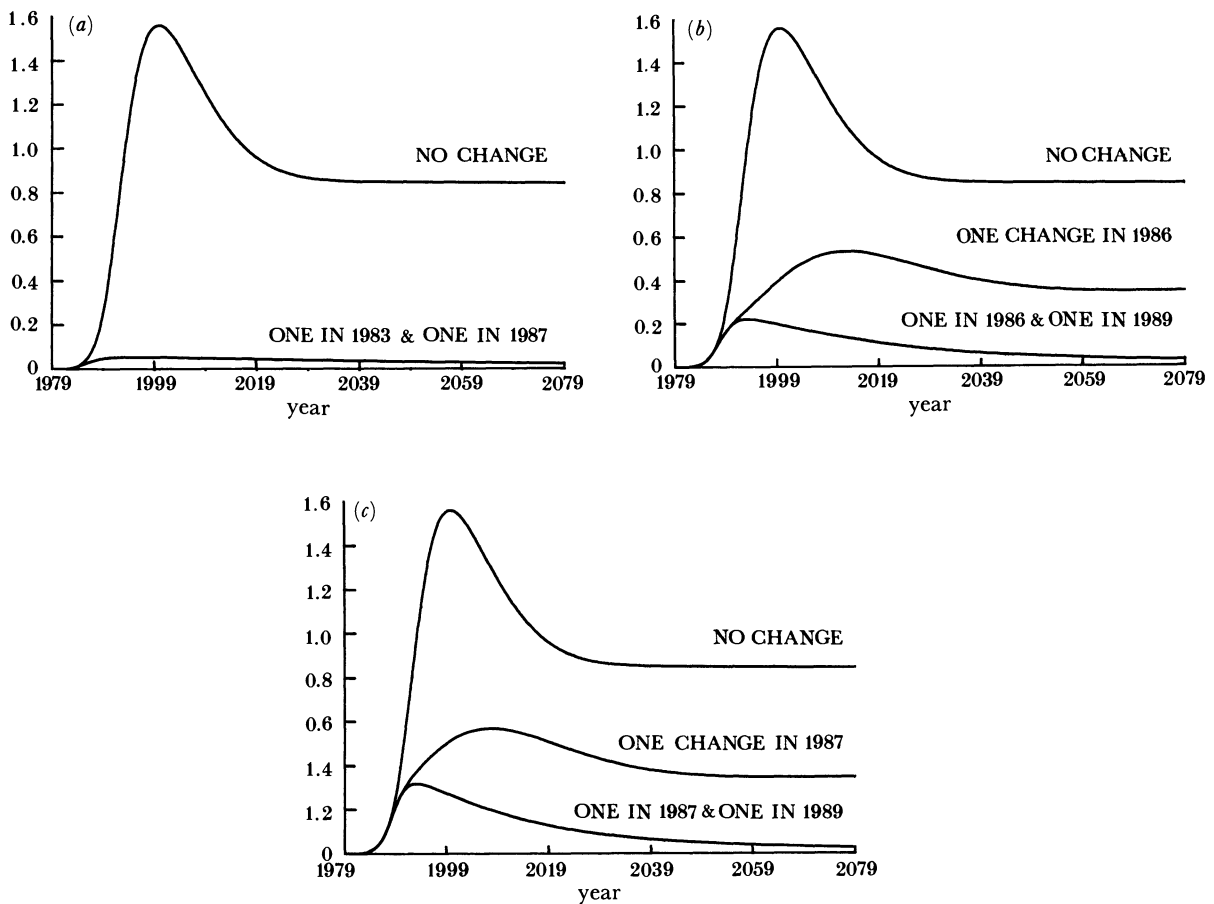 (a)
1.6
1.4
1.2
1.0
0.8
0.6
0.4
0.2
0
NO CHANGE
ONE IN 1983 & ONE IN 1987
1979 1999 2019 2039 2059 2079
year
(b)
1.6
1.4
1.2
1.0
0.8
0.6
0.4
0.2
0
NO CHANGE
ONE CHANGE IN 1986
ONE IN 1986 & ONE IN 1989
1979 1999 2019 2039 2059 2079
year
(c)
1.6
1.4
1.2
1.0
0.8
0.6
1.4
1.2
0
NO CHANGE
ONE CHANGE IN 1987
ONE IN 1987 & ONE IN 1989
1979 1999 2019 2039 2059 2079
year